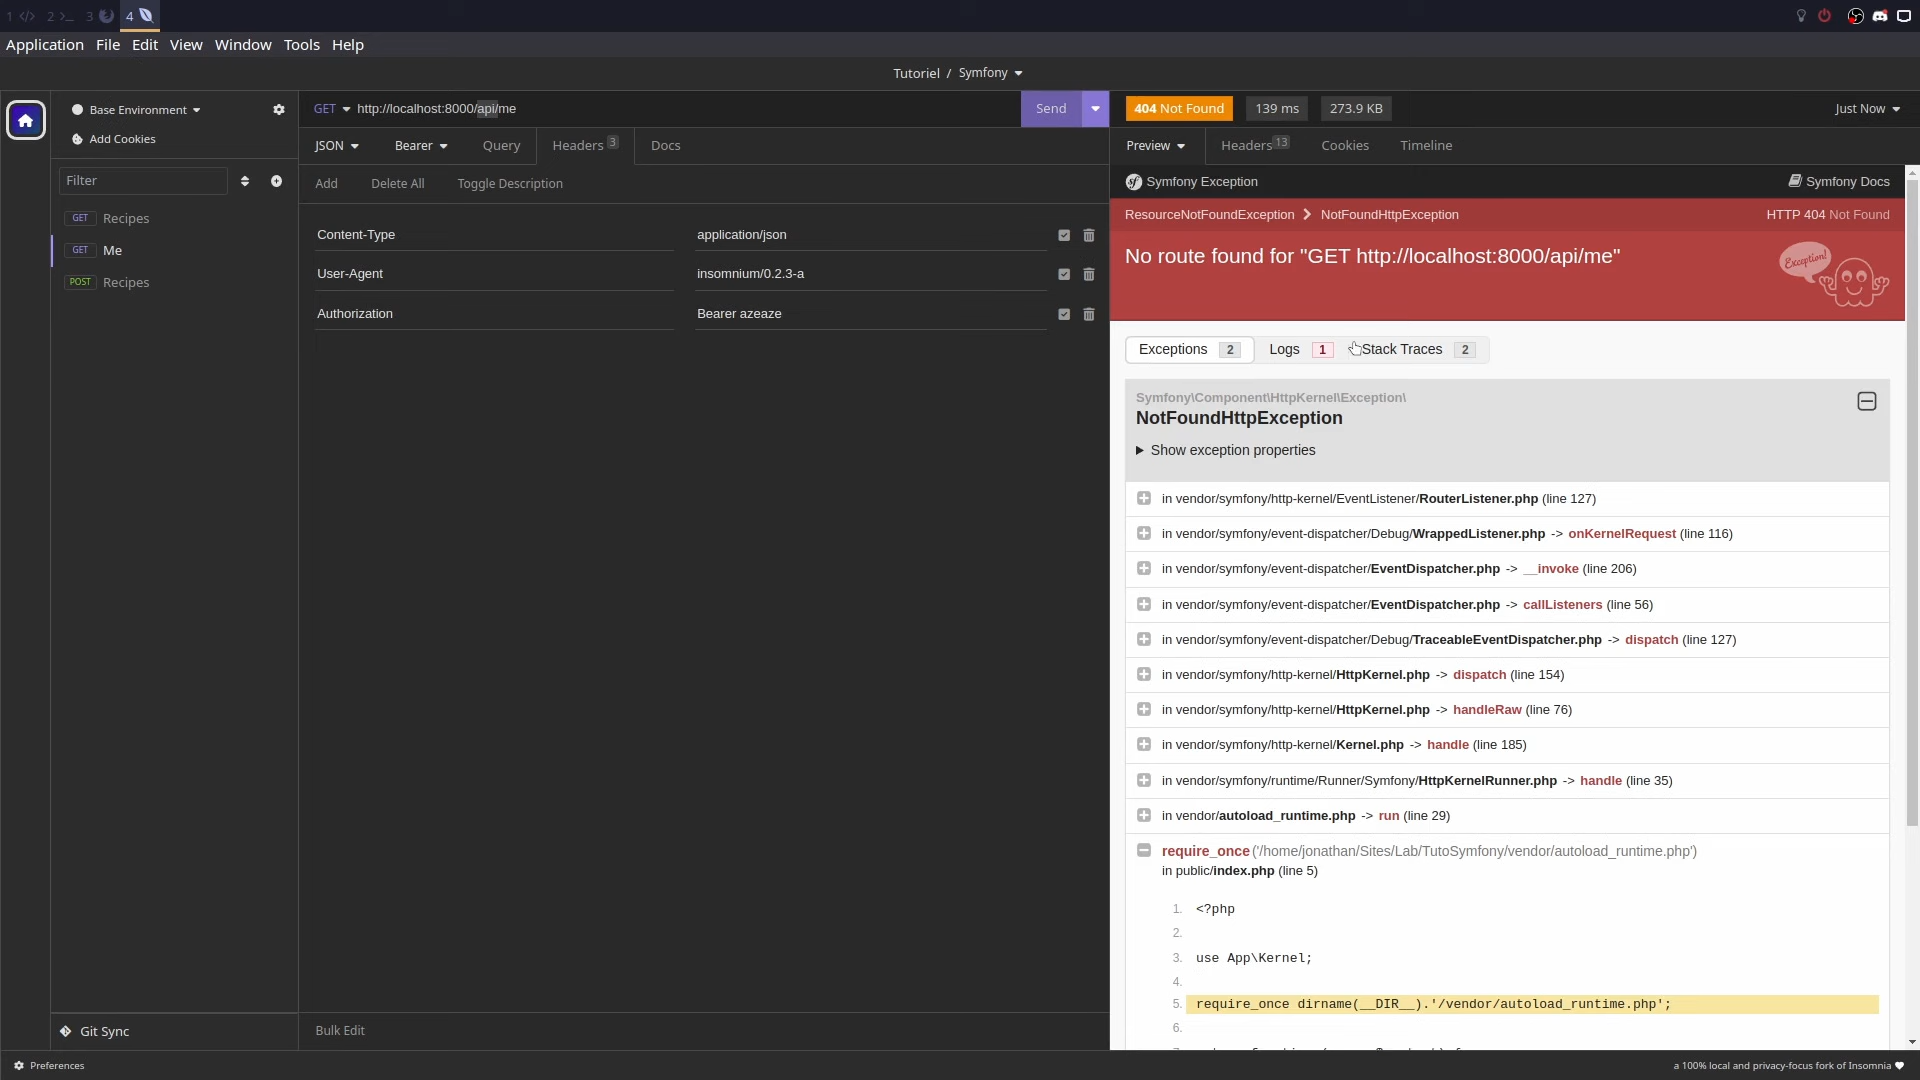 1 </> 2 >_ 3 4
Application File Edit View Window Tools Help
Tutoriel / Symfony
Base Environment
Add Cookies
Filter
GET Recipes
GET Me
POST Recipes
Git Sync
Preferences
GET http://localhost:8000/api/me Send
JSON Bearer Query Headers 3 Docs
Add Delete All Toggle Description
Content-Type application/json
User-Agent insomnium/0.2.3-a
Authorization Bearer azeaze
Bulk Edit
404 Not Found 139 ms 273.9 KB Just Now
Preview Headers 13 Cookies Timeline
sf Symfony Exception Symfony Docs
ResourceNotFoundException NotFoundHttpException HTTP 404 Not Found
No route found for "GET http://localhost:8000/api/me"
Exception!
Exceptions 2 Logs 1 Stack Traces 2
Symfony\Component\HttpKernel\Exception\
NotFoundHttpException
Show exception properties
in vendor/symfony/http-kernel/EventListener/RouterListener.php (line 127)
in vendor/symfony/event-dispatcher/Debug/WrappedListener.php -> onKernelRequest (line 116)
in vendor/symfony/event-dispatcher/EventDispatcher.php -> __invoke (line 206)
in vendor/symfony/event-dispatcher/EventDispatcher.php -> callListeners (line 56)
in vendor/symfony/event-dispatcher/Debug/TraceableEventDispatcher.php -> dispatch (line 127)
in vendor/symfony/http-kernel/HttpKernel.php -> dispatch (line 154)
in vendor/symfony/http-kernel/HttpKernel.php -> handleRaw (line 76)
in vendor/symfony/http-kernel/Kernel.php -> handle (line 185)
in vendor/symfony/runtime/Runner/Symfony/HttpKernelRunner.php -> handle (line 35)
in vendor/autoload_runtime.php -> run (line 29)
require_once('/home/jonathan/Sites/Lab/TutoSymfony/vendor/autoload_runtime.php')
in public/index.php (line 5)
1. <?php
2.
3. use App\Kernel;
4.
5. require_once dirname(__DIR__).'/vendor/autoload_runtime.php';
6.
a 100% local and privacy-focus fork of Insomnia